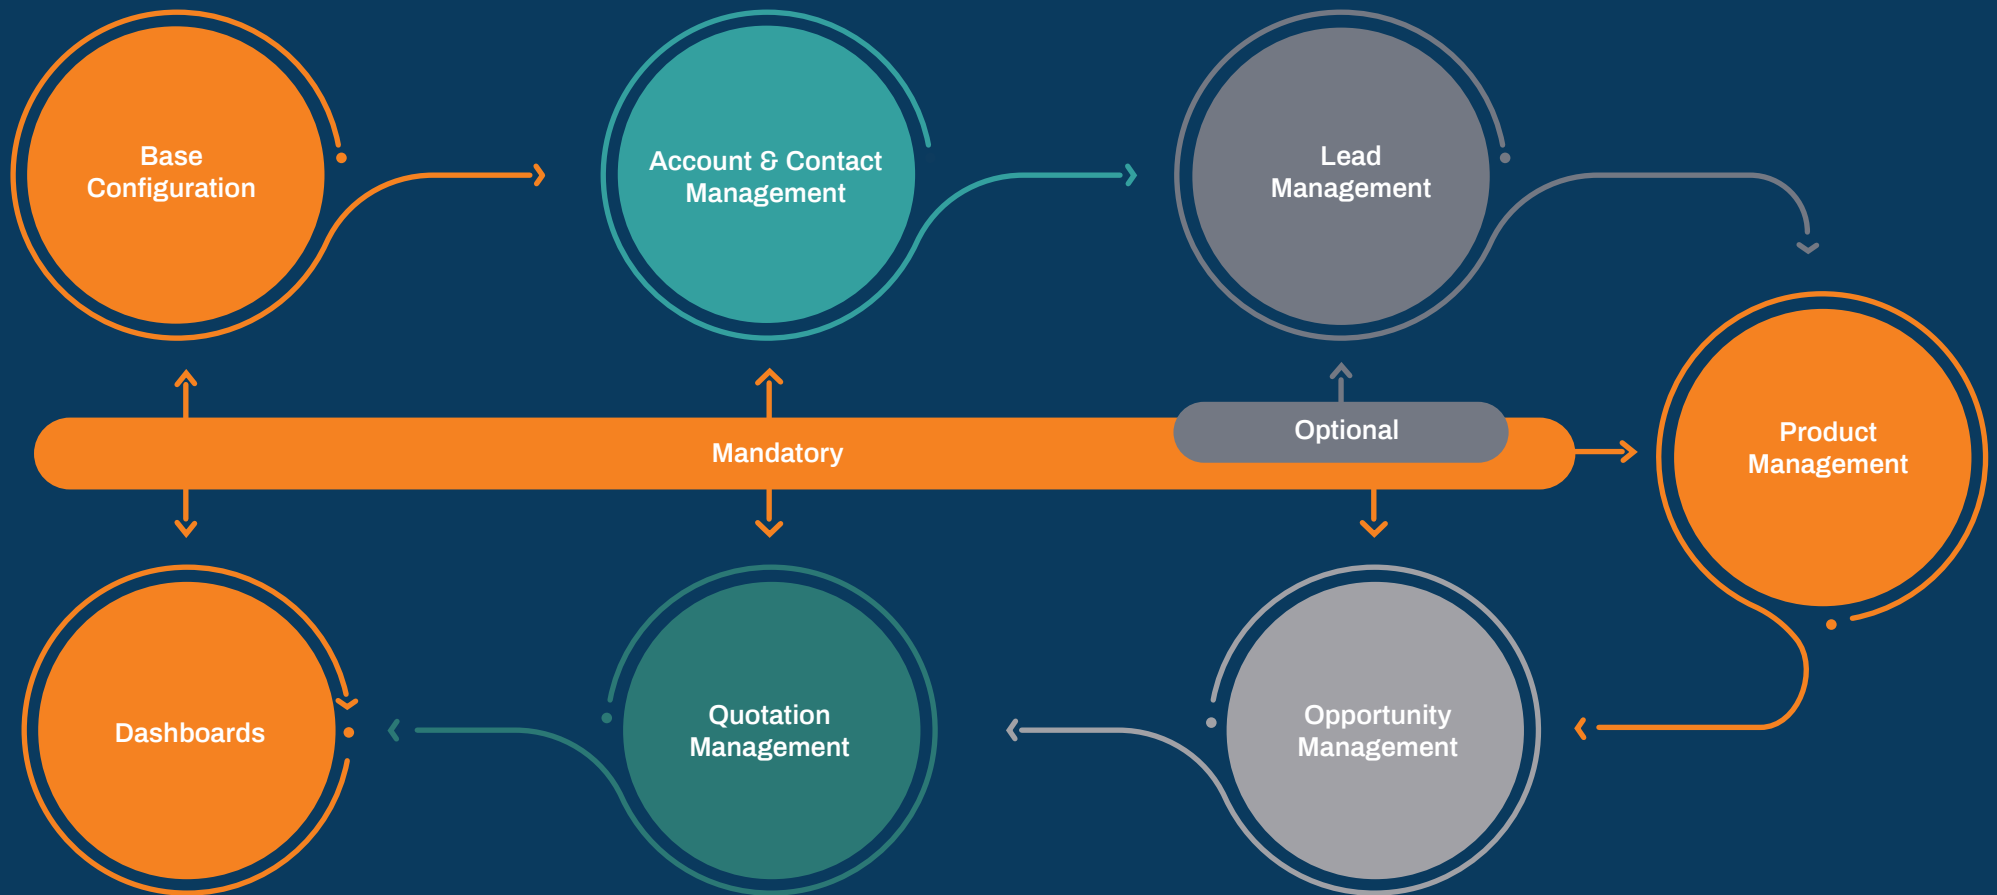 Base
Configuration
Account & Contact
Management
Lead
Management
Mandatory
Optional
Product
Management
Dashboards
Quotation
Management
Opportunity
Management